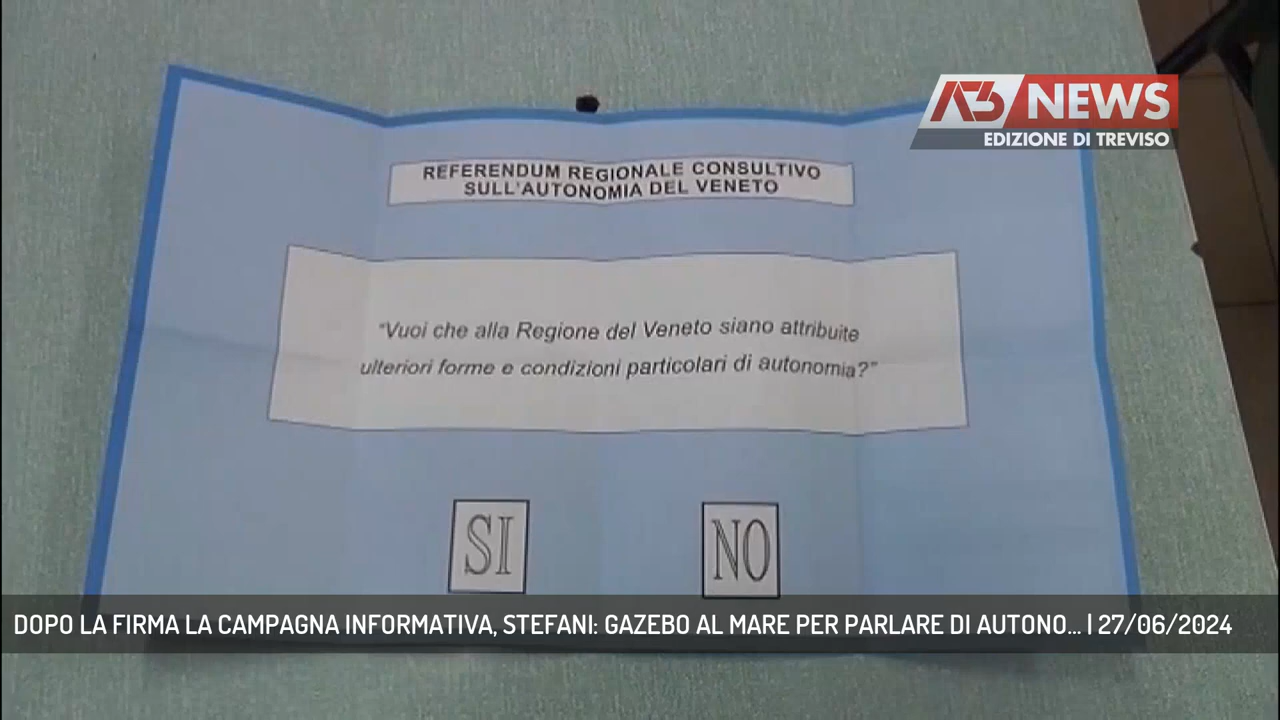 A3 NEWS
EDIZIONE DI TREVISO
REFERENDUM REGIONALE CONSULTIVO
SULL'AUTONOMIA DEL VENETO
"Vuoi che alla Regione del Veneto siano attribuite
ulteriori forme e condizioni particolari di autonomia?"
SI NO
DOPO LA FIRMA LA CAMPAGNA INFORMATIVA, STEFANI: GAZEBO AL MARE PER PARLARE DI AUTONO... | 27/06/2024